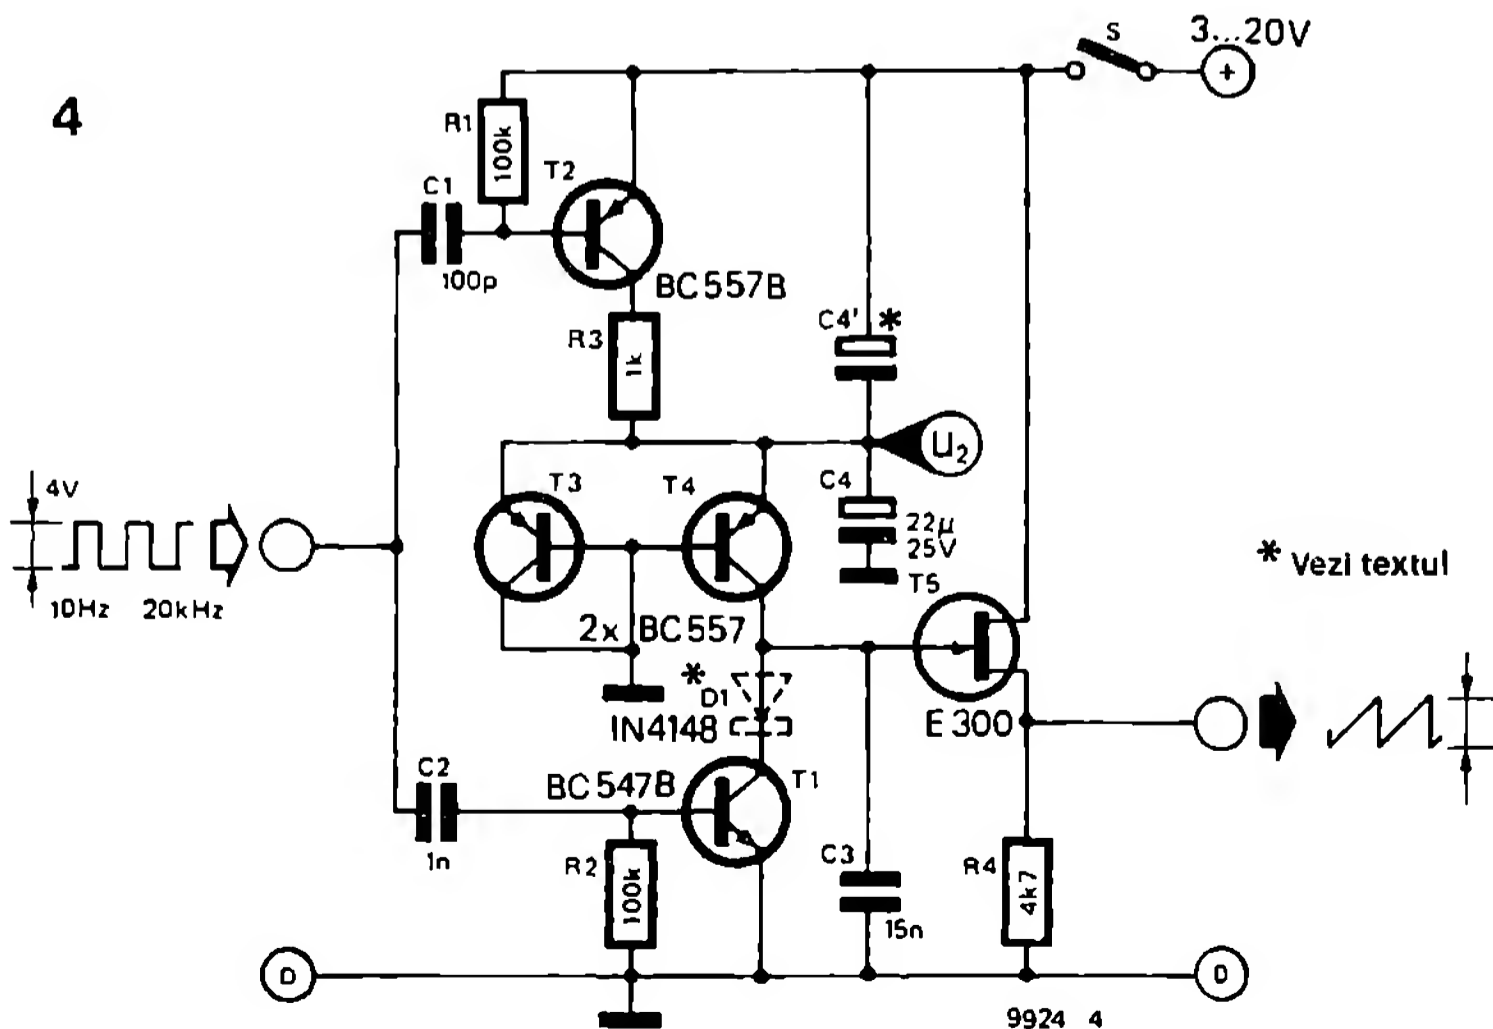 4
S
3...20V
+
R1
100k
T2
C1
100p
BC557B
R3
1k
C4'
*
U2
4V
10Hz 20kHz
T3
T4
C4
22µ
25V
* Vezi textul
2x BC557
T5
*
D1
1N4148
E300
C2
1n
BC547B
T1
R2
100k
C3
15n
R4
4k7
0
0
9924 4